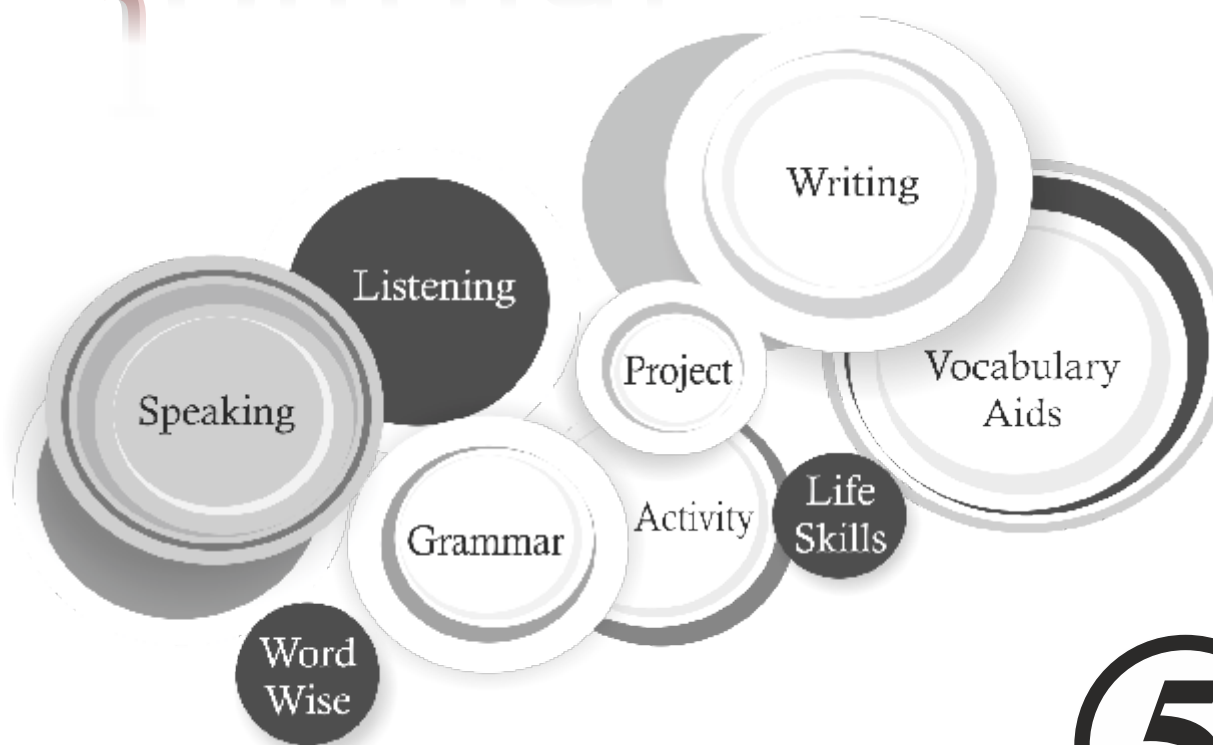 Writing
Listening
Project
Vocabulary
Aids
Speaking
Life
Skills
Activity
Grammar
Word
Wise
5